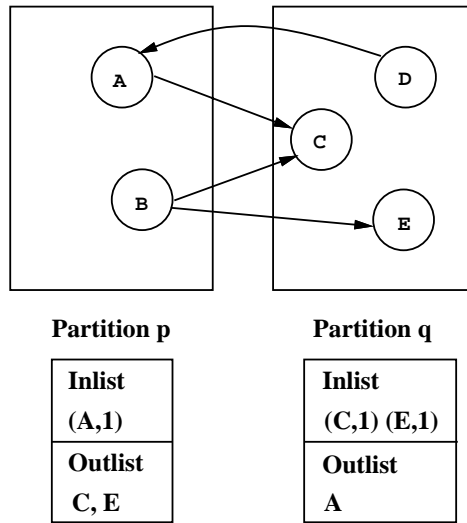 A
D
C
B
E
Partition p
Partition q
Inlist
(A,1)
Outlist
C, E
Inlist
(C,1) (E,1)
Outlist
A